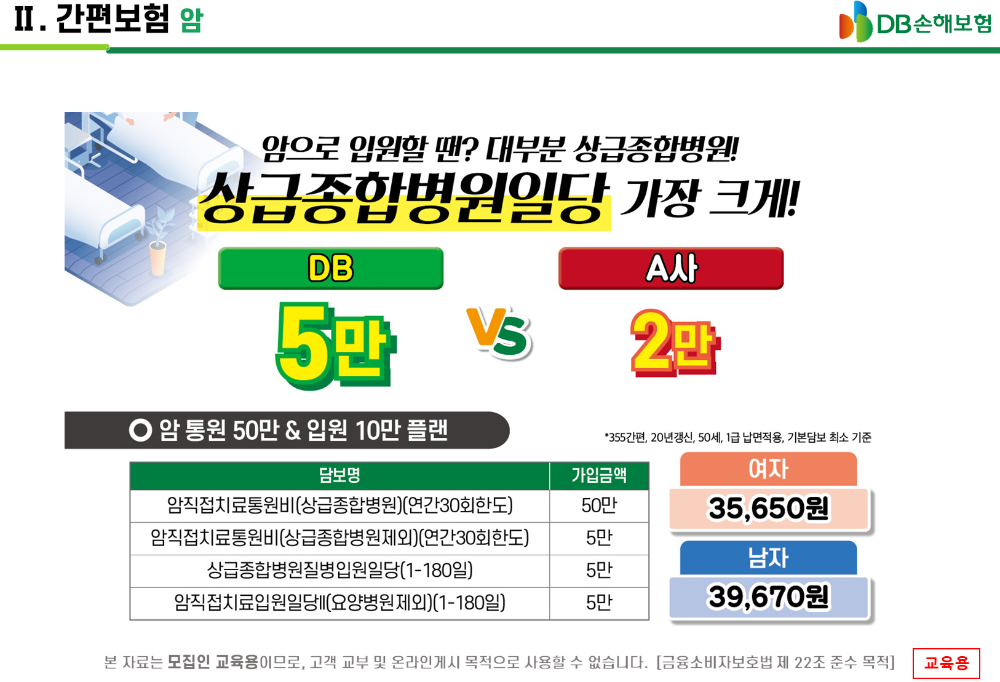 Ⅱ. 간편보험 암
DB손해보험
암으로 입원할 땐? 대부분 상급종합병원!
상급종합병원일당 가장 크게!
DB
A사
5만
VS
2만
암 통원 50만 & 입원 10만 플랜
*355간편, 20년갱신, 50세, 1급 납면적용, 기본담보 최소 기준
담보명 가입금액
암직접치료통원비(상급종합병원)(연간30회한도) 50만
암직접치료통원비(상급종합병원제외)(연간30회한도) 5만
상급종합병원질병입원일당(1-180일) 5만
암직접치료입원일당Ⅱ(요양병원제외)(1-180일) 5만
여자
35,650원
남자
39,670원
본 자료는 모집인 교육용이므로, 고객 교부 및 온라인게시 목적으로 사용할 수 없습니다. [금융소비자보호법 제 22조 준수 목적]
교육용